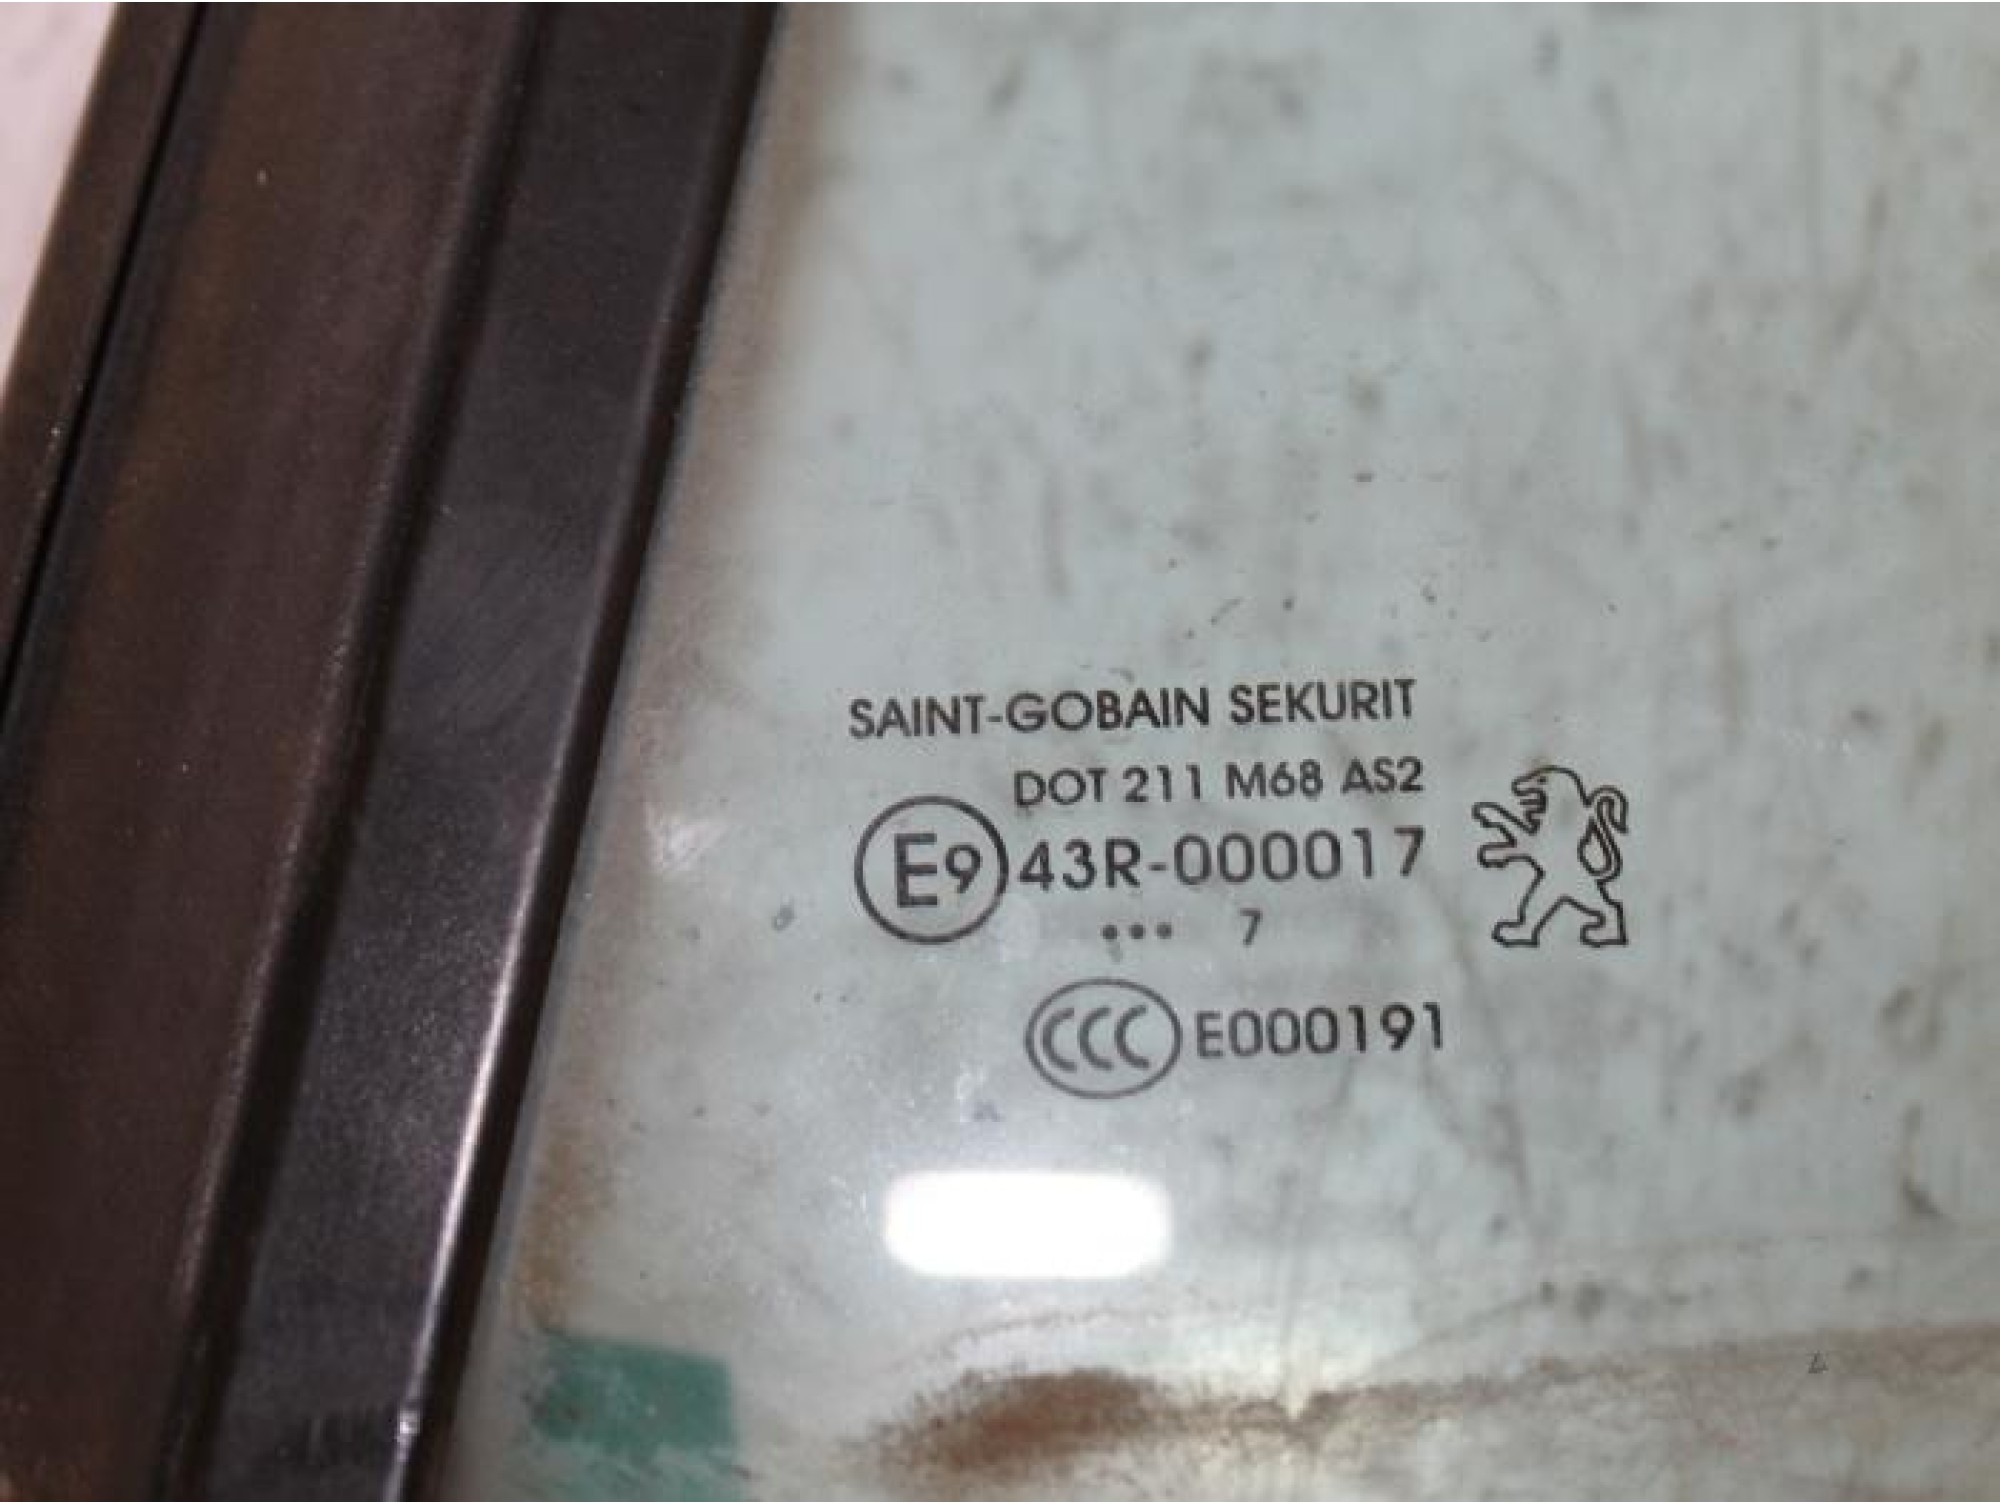 SAINT-GOBAIN SEKURIT
DOT 211 M68 AS2
E9 43R-000017
••• 7
CCC E000191